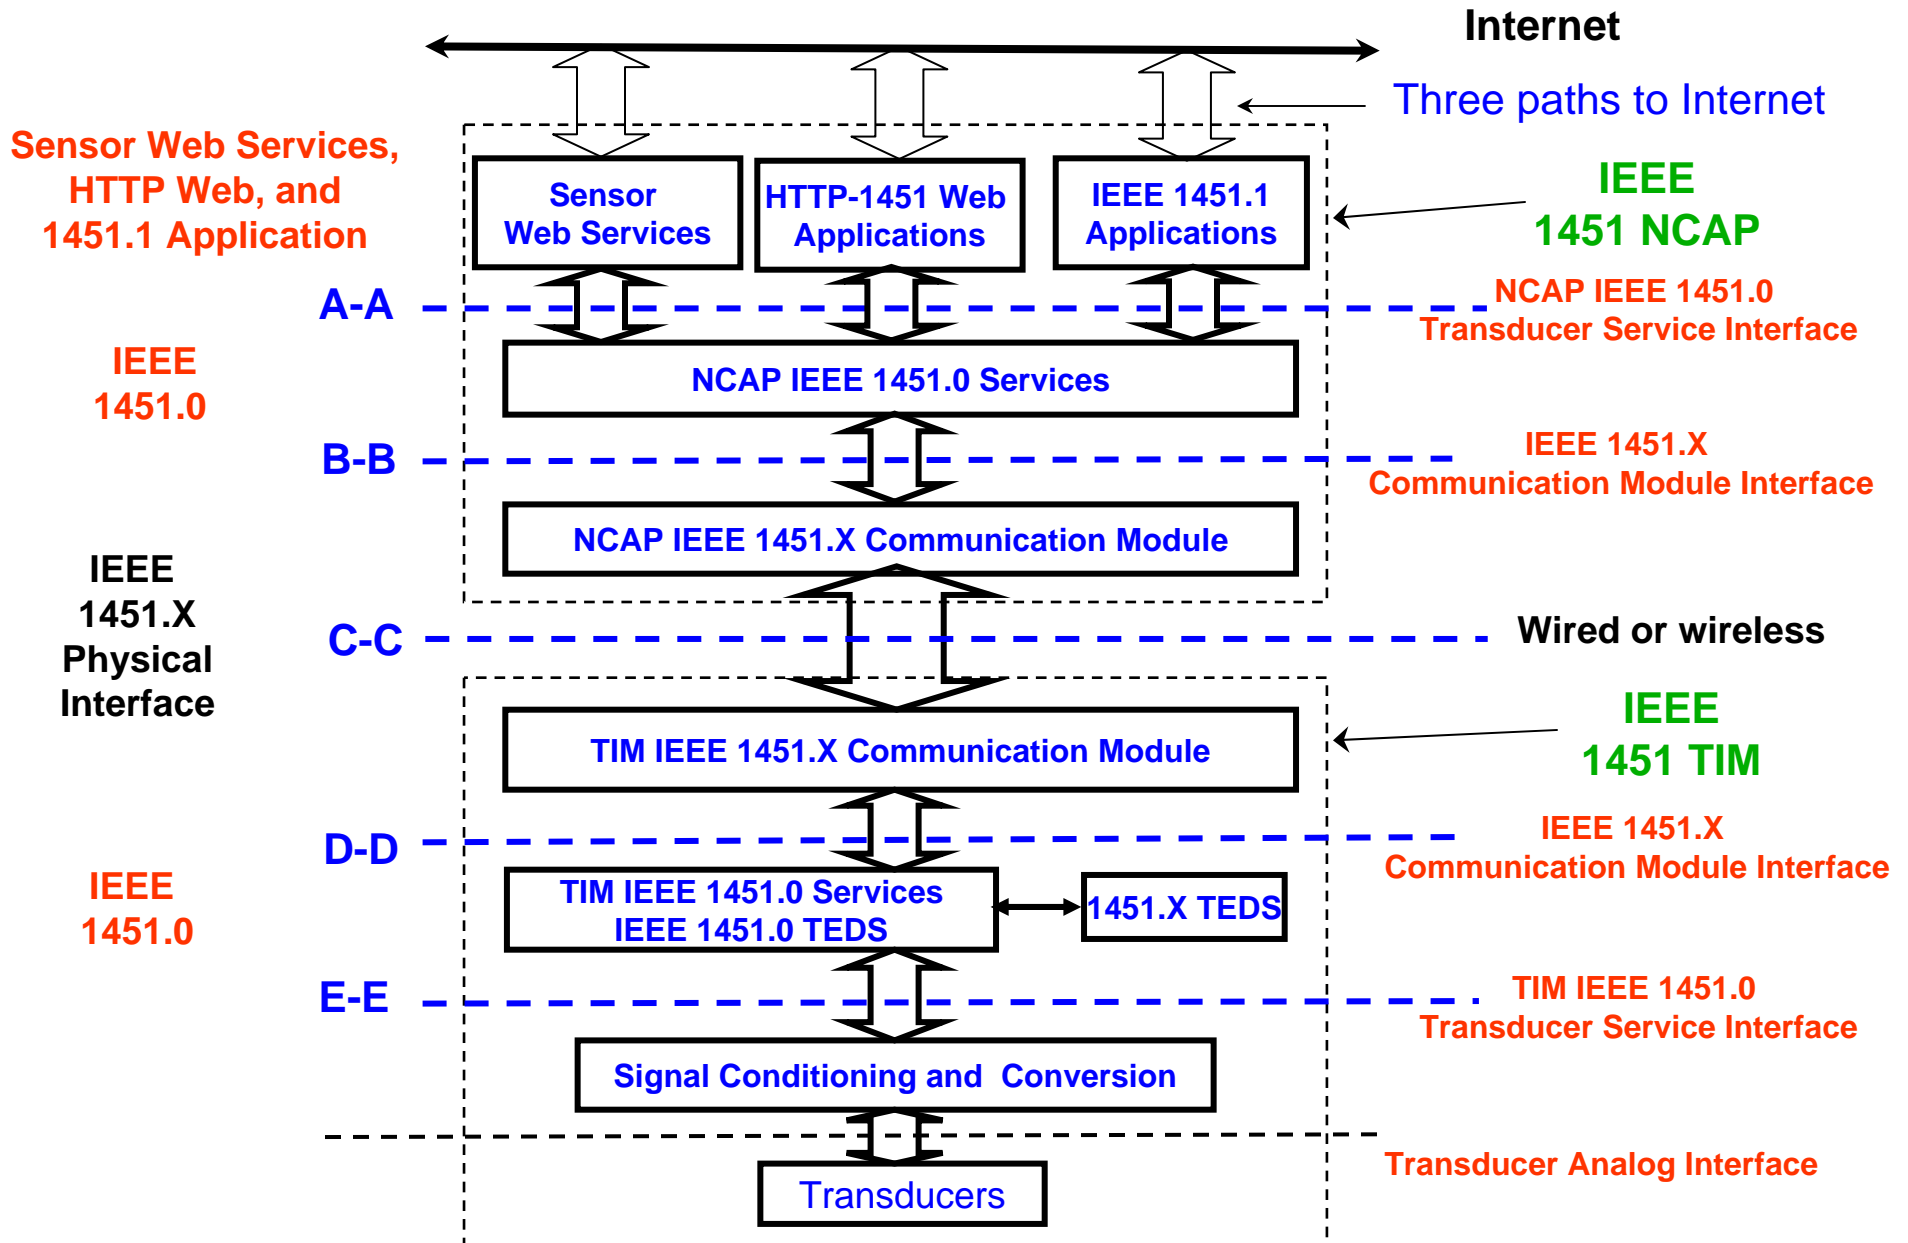 Internet
Three paths to Internet
Sensor Web Services,
HTTP Web, and
1451.1 Application
Sensor
Web Services
HTTP-1451 Web
Applications
IEEE 1451.1
Applications
IEEE
1451 NCAP
A-A
NCAP IEEE 1451.0
Transducer Service Interface
IEEE
1451.0
NCAP IEEE 1451.0 Services
B-B
IEEE 1451.X
Communication Module Interface
NCAP IEEE 1451.X Communication Module
IEEE
1451.X
Physical
Interface
C-C
Wired or wireless
TIM IEEE 1451.X Communication Module
IEEE
1451 TIM
D-D
IEEE 1451.X
Communication Module Interface
IEEE
1451.0
TIM IEEE 1451.0 Services
IEEE 1451.0 TEDS
1451.X TEDS
E-E
TIM IEEE 1451.0
Transducer Service Interface
Signal Conditioning and Conversion
Transducer Analog Interface
Transducers